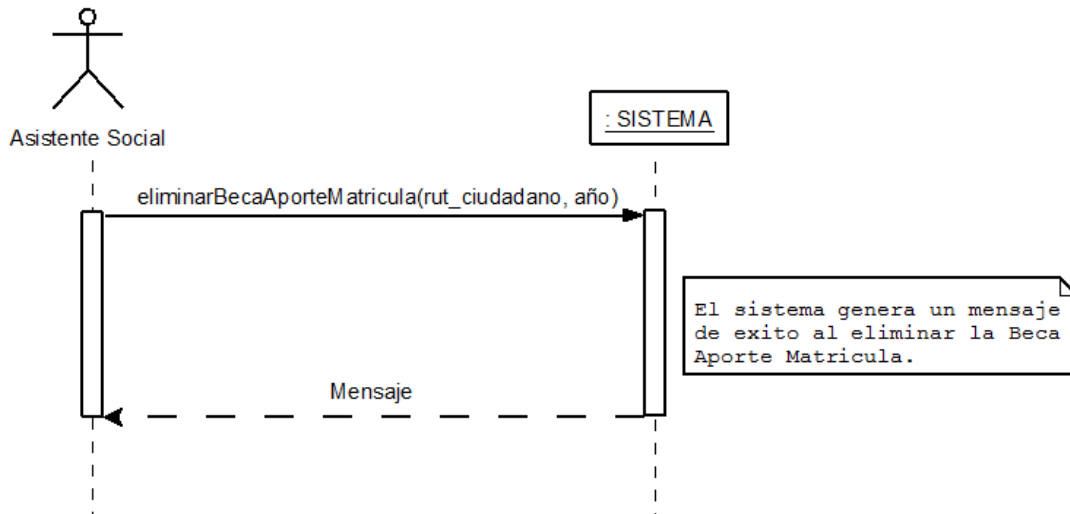 Asistente Social
: SISTEMA
eliminarBecaAporteMatricula(rut_ciudadano, año)
El sistema genera un mensaje
de exito al eliminar la Beca
Aporte Matricula.
Mensaje